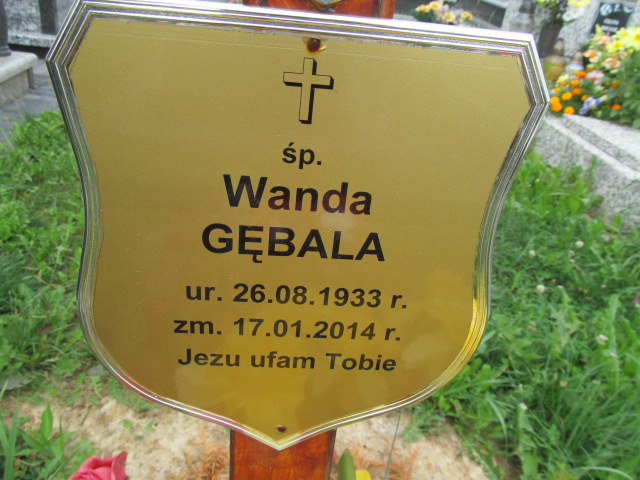 śp.
Wanda
GĘBALA
ur. 26.08.1933 r.
zm. 17.01.2014 r.
Jezu ufam Tobie